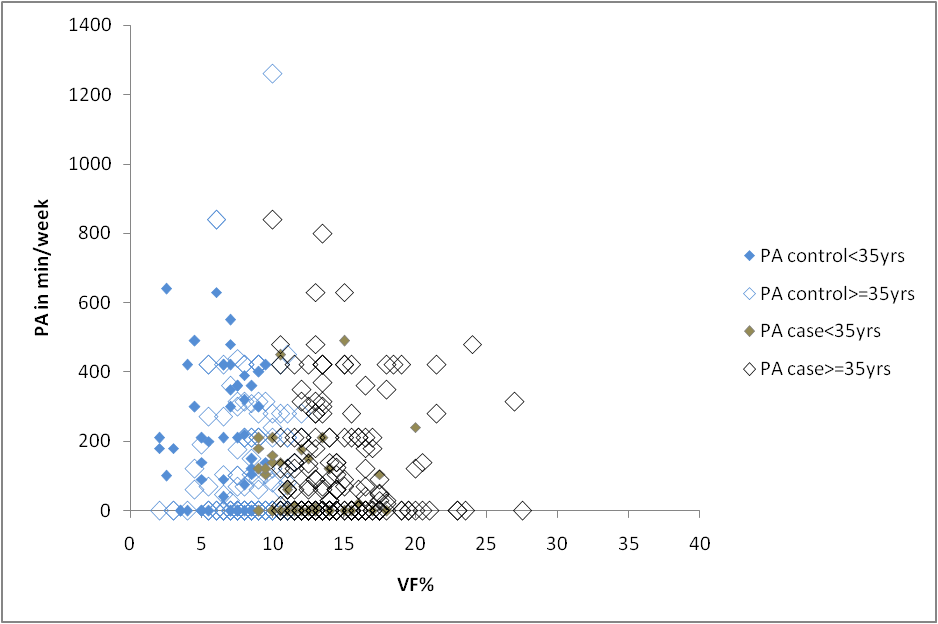 1400
1200
1000
800
600
400
200
0
PA in min/week
0 5 10 15 20 25 30 35 40
VF%
PA control<35yrs
PA control>=35yrs
PA case<35yrs
PA case>=35yrs